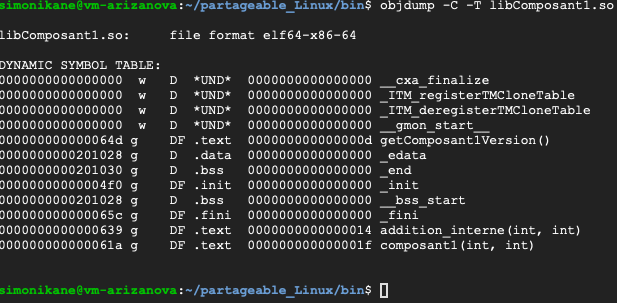 simonikane@vm-arizanova:~/partageable_Linux/bin$ objdump -C -T libComposant1.so
libComposant1.so:     file format elf64-x86-64
DYNAMIC SYMBOL TABLE:
0000000000000000  w   D  *UND*  0000000000000000 __cxa_finalize
0000000000000000  w   D  *UND*  0000000000000000 _ITM_registerTMCloneTable
0000000000000000  w   D  *UND*  0000000000000000 _ITM_deregisterTMCloneTable
0000000000000000  w   D  *UND*  0000000000000000 __gmon_start__
000000000000064d g    DF .text  000000000000000d getComposant1Version()
0000000000201028 g    D  .data  0000000000000000 _edata
0000000000201030 g    D  .bss   0000000000000000 _end
00000000000004f0 g    DF .init  0000000000000000 _init
0000000000201028 g    D  .bss   0000000000000000 __bss_start
000000000000065c g    DF .fini  0000000000000000 _fini
0000000000000639 g    DF .text  0000000000000014 addition_interne(int, int)
000000000000061a g    DF .text  000000000000001f composant1(int, int)
simonikane@vm-arizanova:~/partageable_Linux/bin$